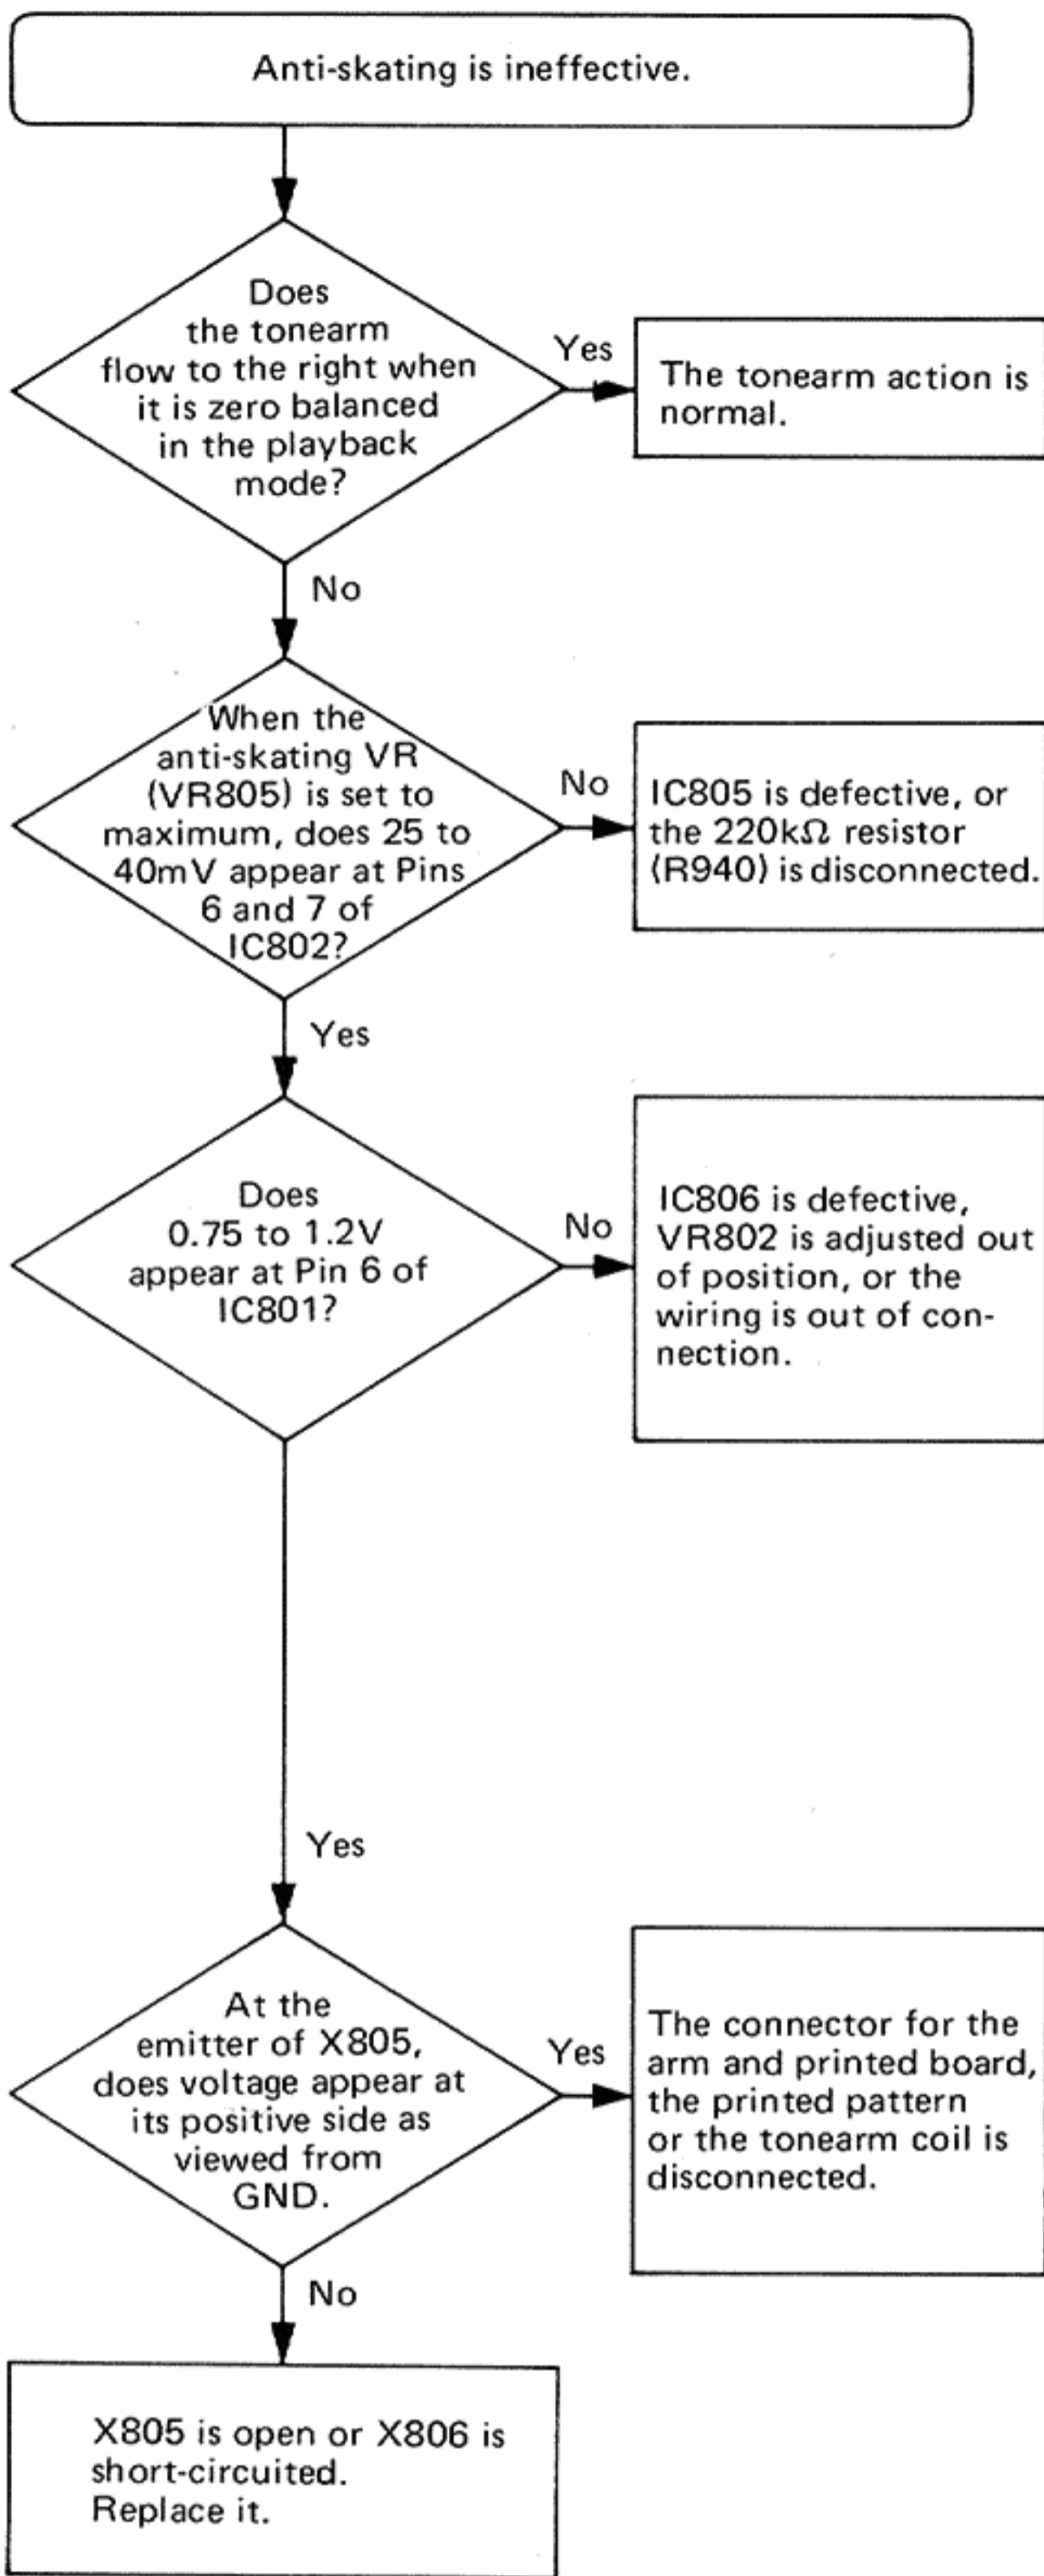 Anti-skating is ineffective.
Does
the tonearm
flow to the right when
it is zero balanced
in the playback
mode?
Yes
The tonearm action is
normal.
No
When the
anti-skating VR
(VR805) is set to
maximum, does 25 to
40mV appear at Pins
6 and 7 of
IC802?
No
IC805 is defective, or
the 220kΩ resistor
(R940) is disconnected.
Yes
Does
0.75 to 1.2V
appear at Pin 6 of
IC801?
No
IC806 is defective,
VR802 is adjusted out
of position, or the
wiring is out of con-
nection.
Yes
At the
emitter of X805,
does voltage appear at
its positive side as
viewed from
GND.
Yes
The connector for the
arm and printed board,
the printed pattern
or the tonearm coil is
disconnected.
No
X805 is open or X806 is
short-circuited.
Replace it.